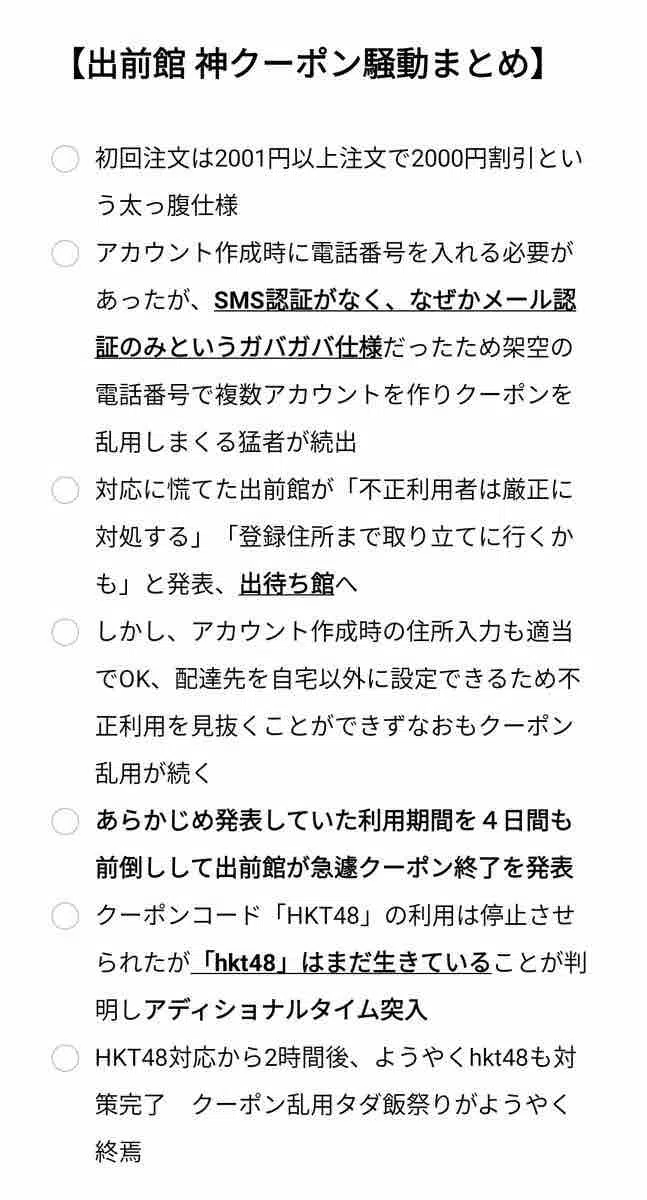 【出前館 神クーポン騒動まとめ】
初回注文は2001円以上注文で2000円割引とい
う太っ腹仕様
アカウント作成時に電話番号を入れる必要が
あったが、SMS認証がなく、なぜかメール認
証のみというガバガバ仕様だったため架空の
電話番号で複数アカウントを作りクーポンを
乱用しまくる猛者が続出
対応に慌てた出前館が「不正利用者は厳正に
対処する」「登録住所まで取り立てに行くか
も」と発表、出待ち館へ
しかし、アカウント作成時の住所入力も適当
でOK、配達先を自宅以外に設定できるため不
正利用を見抜くことができずなおもクーポン
乱用が続く
あらかじめ発表していた利用期間を４日間も
前倒しして出前館が急遽クーポン終了を発表
クーポンコード「HKT48」の利用は停止させ
られたが「hkt48」はまだ生きていることが判
明しアディショナルタイム突入
HKT48対応から2時間後、ようやくhkt48も対
策完了　クーポン乱用タダ飯祭りがようやく
終焉